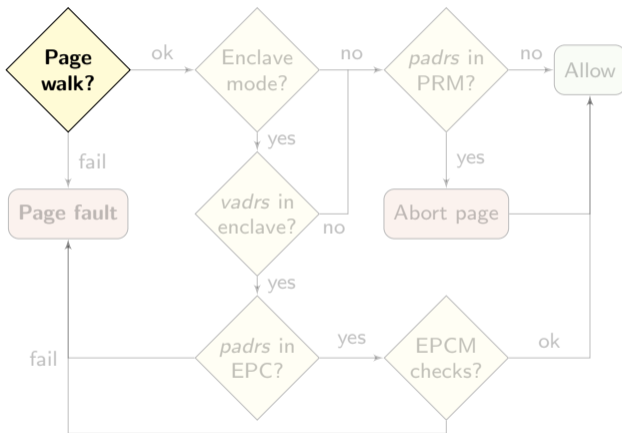 Page
walk?
ok
Enclave
mode?
no
padrs in
PRM?
no
Allow
fail
yes
yes
Page fault
vadrs in
enclave?
no
Abort page
yes
fail
padrs in
EPC?
yes
EPCM
checks?
ok